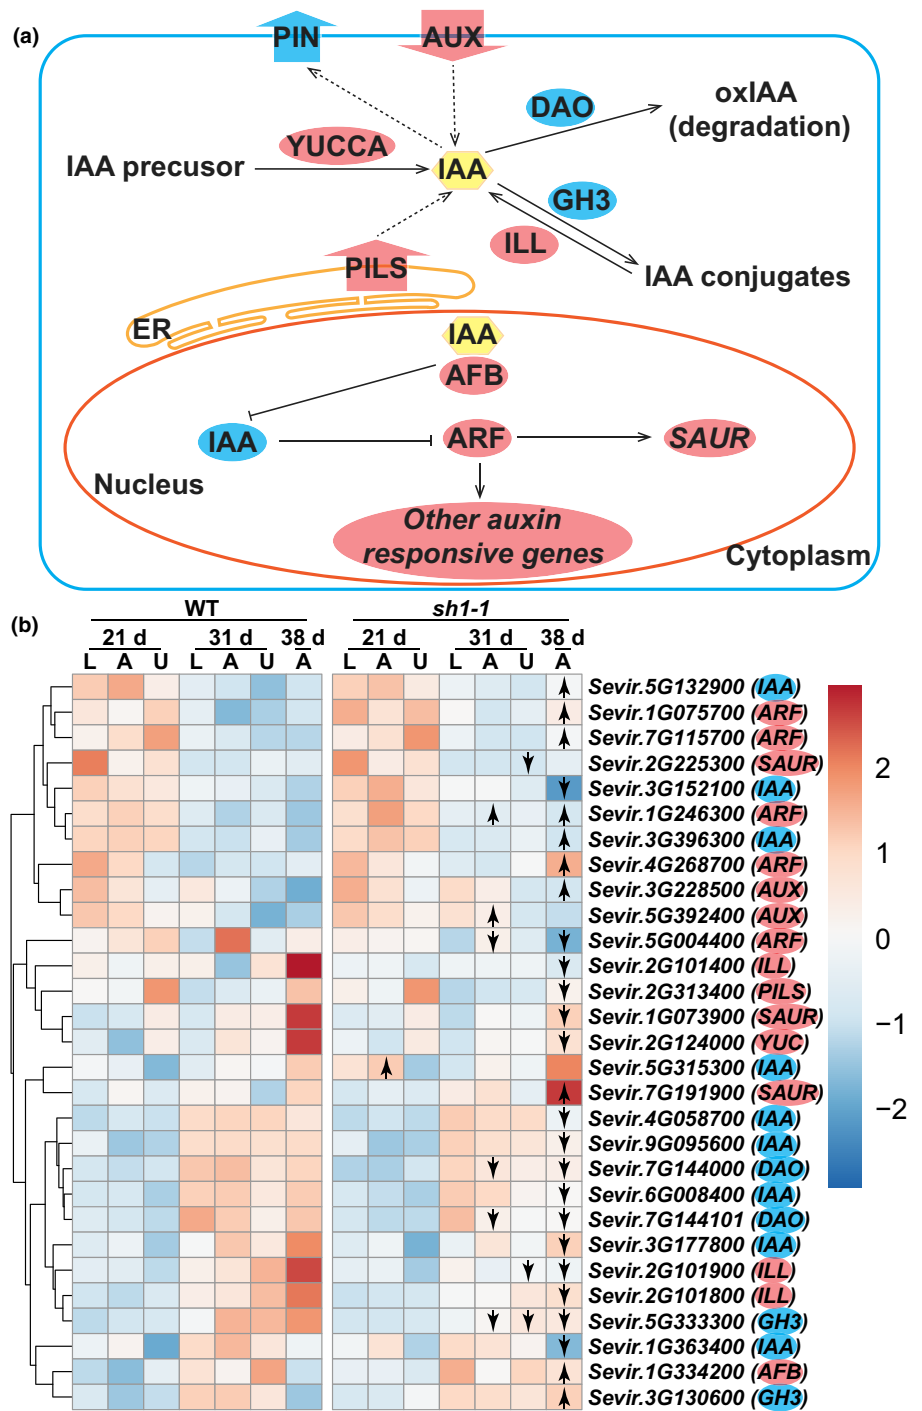 (a)
PIN
AUX
DAO
oxIAA
(degradation)
YUCCA
IAA precusor
IAA
GH3
ILL
PILS
IAA conjugates
ER
IAA
AFB
IAA
ARF
SAUR
Nucleus
Other auxin
responsive genes
Cytoplasm
(b)
WT
sh1-1
21 d 31 d 38 d 21 d 31 d 38 d
L A U L A U A L A U L A U A
Sevir.5G132900 (IAA)
Sevir.1G075700 (ARF)
Sevir.7G115700 (ARF)
Sevir.2G225300 (SAUR)
Sevir.3G152100 (IAA)
Sevir.1G246300 (ARF)
Sevir.3G396300 (IAA)
Sevir.4G268700 (ARF)
Sevir.3G228500 (AUX)
Sevir.5G392400 (AUX)
Sevir.5G004400 (ARF)
Sevir.2G101400 (ILL)
Sevir.2G313400 (PILS)
Sevir.1G073900 (SAUR)
Sevir.2G124000 (YUC)
Sevir.5G315300 (IAA)
Sevir.7G191900 (SAUR)
Sevir.4G058700 (IAA)
Sevir.9G095600 (IAA)
Sevir.7G144000 (DAO)
Sevir.6G008400 (IAA)
Sevir.7G144101 (DAO)
Sevir.3G177800 (IAA)
Sevir.2G101900 (ILL)
Sevir.2G101800 (ILL)
Sevir.5G333300 (GH3)
Sevir.1G363400 (IAA)
Sevir.1G334200 (AFB)
Sevir.3G130600 (GH3)
2
1
0
−1
−2